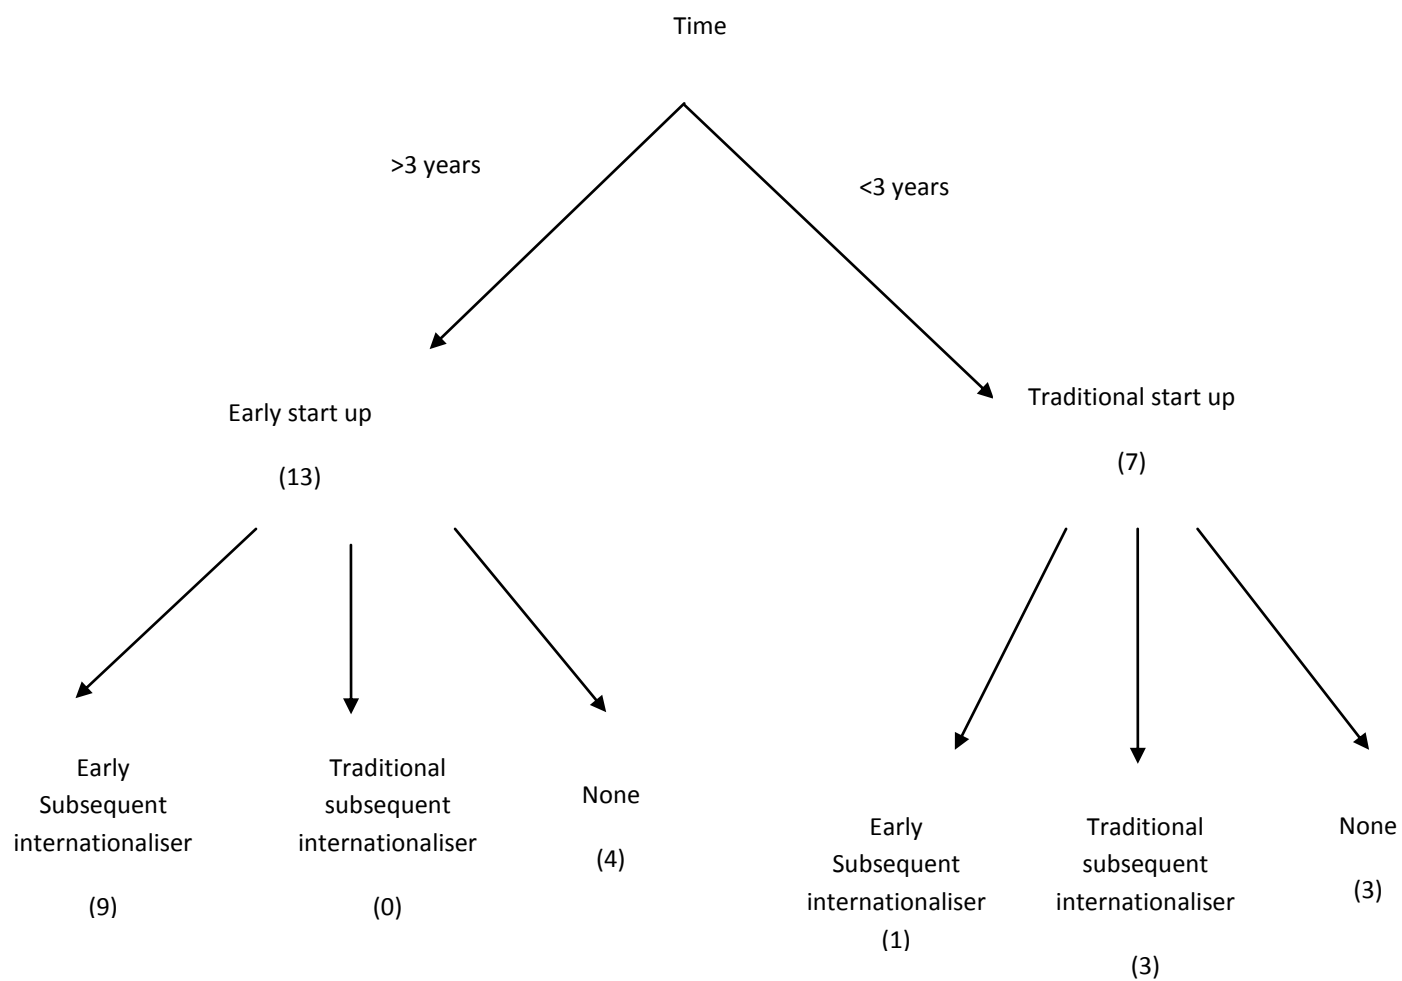 Time
>3 years
<3 years
Early start up
(13)
Traditional start up
(7)
Early
Subsequent
internationaliser
(9)
Traditional
subsequent
internationaliser
(0)
None
(4)
Early
Subsequent
internationaliser
(1)
Traditional
subsequent
internationaliser
(3)
None
(3)